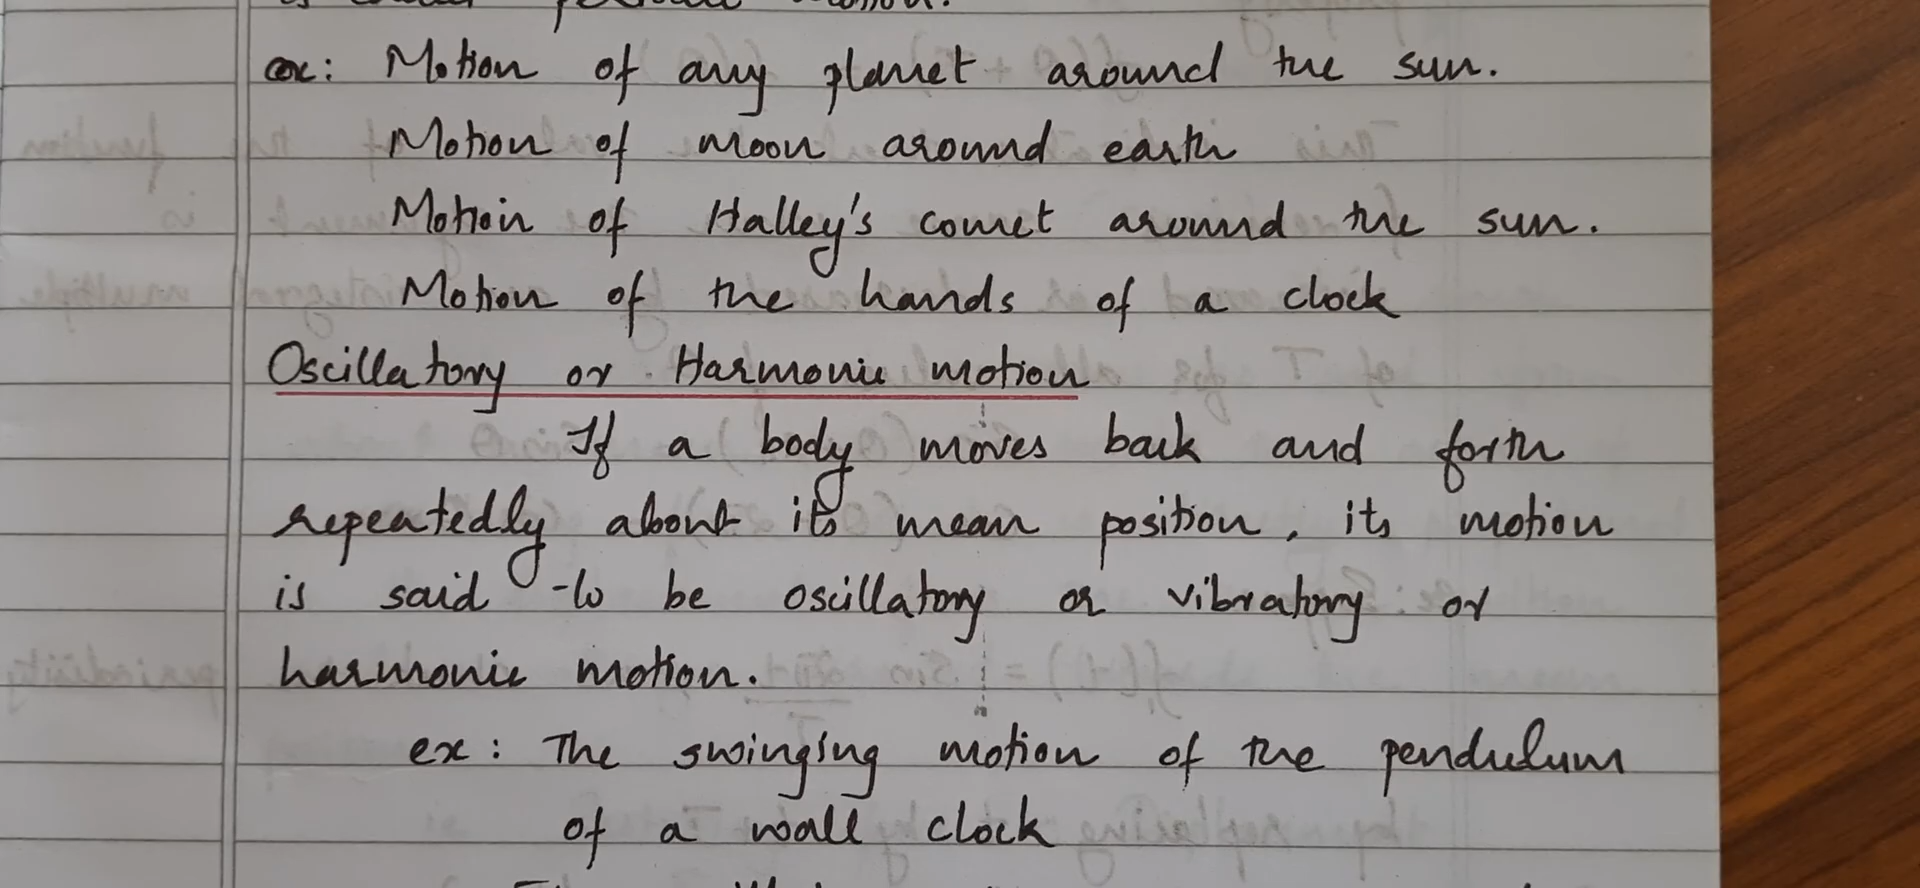 ex: Motion of any planet around the sun.
Motion of moon around earth
Motion of Halley's comet around the sun.
Motion of the hands of a clock
Oscillatory or Harmonic motion
If a body moves back and forth
repeatedly about its mean position, its motion
is said to be oscillatory or vibratory or
harmonic motion.
ex: The swinging motion of the pendulum
of a wall clock